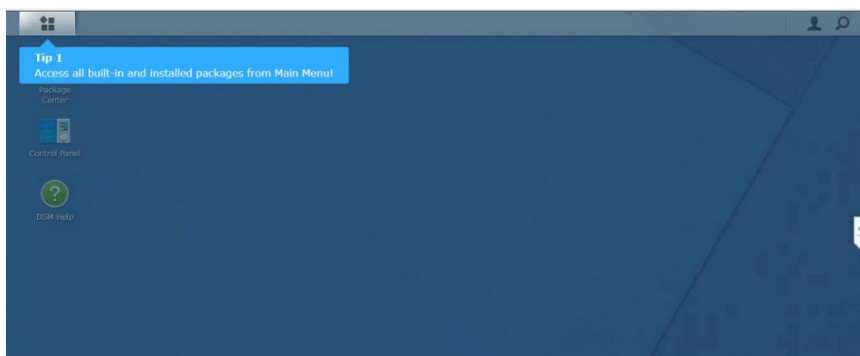 Tip 1
Access all built-in and installed packages from Main Menu!
Package
Center
Control Panel
DSM Help